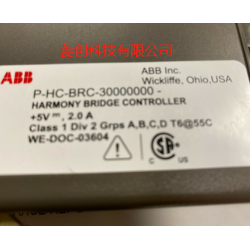 鑫创科技有限公司
ABB
ABB Inc.
Wickliffe, Ohio,USA
P-HC-BRC-30000000 -
HARMONY BRIDGE CONTROLLER
+5V⎓, 2.0 A
Class 1 Div 2 Grps A,B,C,D T6@55C
WE-DOC-03604
SA